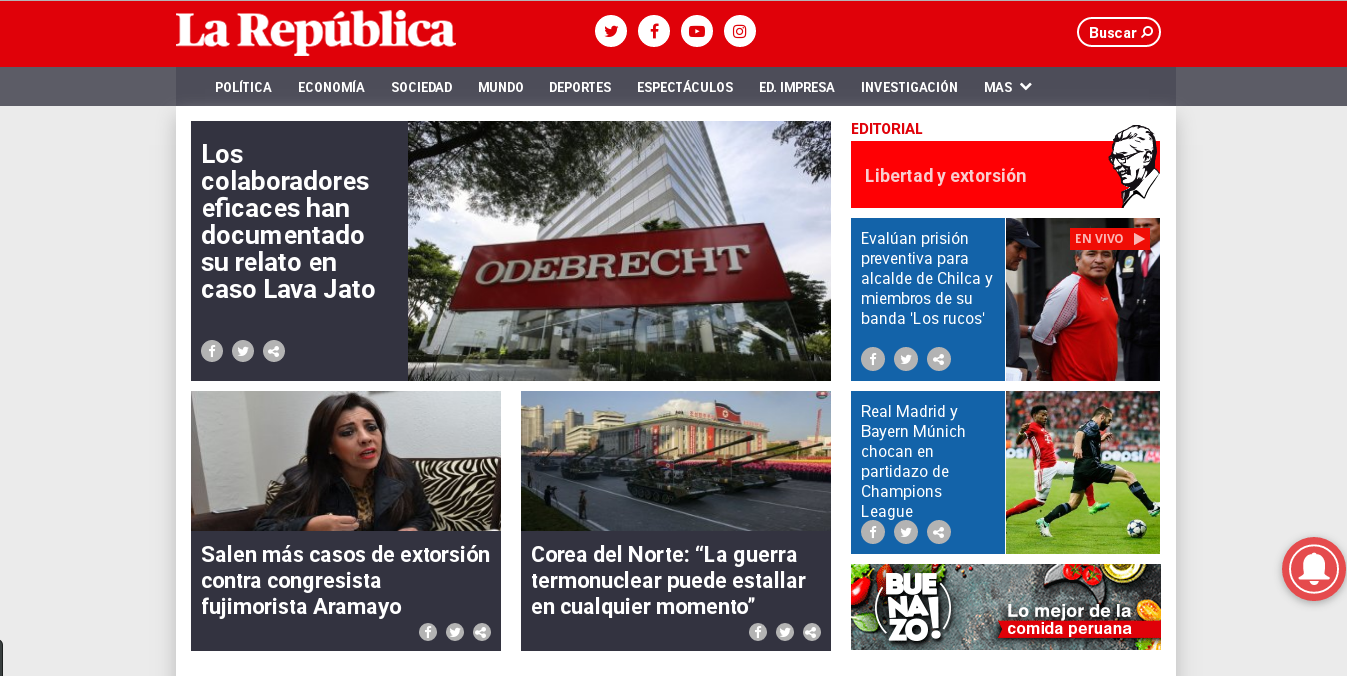 La República
Buscar
POLÍTICA ECONOMÍA SOCIEDAD MUNDO DEPORTES ESPECTÁCULOS ED. IMPRESA INVESTIGACIÓN MAS
Los
colaboradores
eficaces han
documentado
su relato en
caso Lava Jato
ODEBRECHT
EDITORIAL
Libertad y extorsión
Evalúan prisión
preventiva para
alcalde de Chilca y
miembros de su
banda 'Los rucos'
EN VIVO
Salen más casos de extorsión
contra congresista
fujimorista Aramayo
Corea del Norte: “La guerra
termonuclear puede estallar
en cualquier momento”
Real Madrid y
Bayern Múnich
chocan en
partidazo de
Champions
League
BUE
NA
ZO!
Lo mejor de la
comida peruana